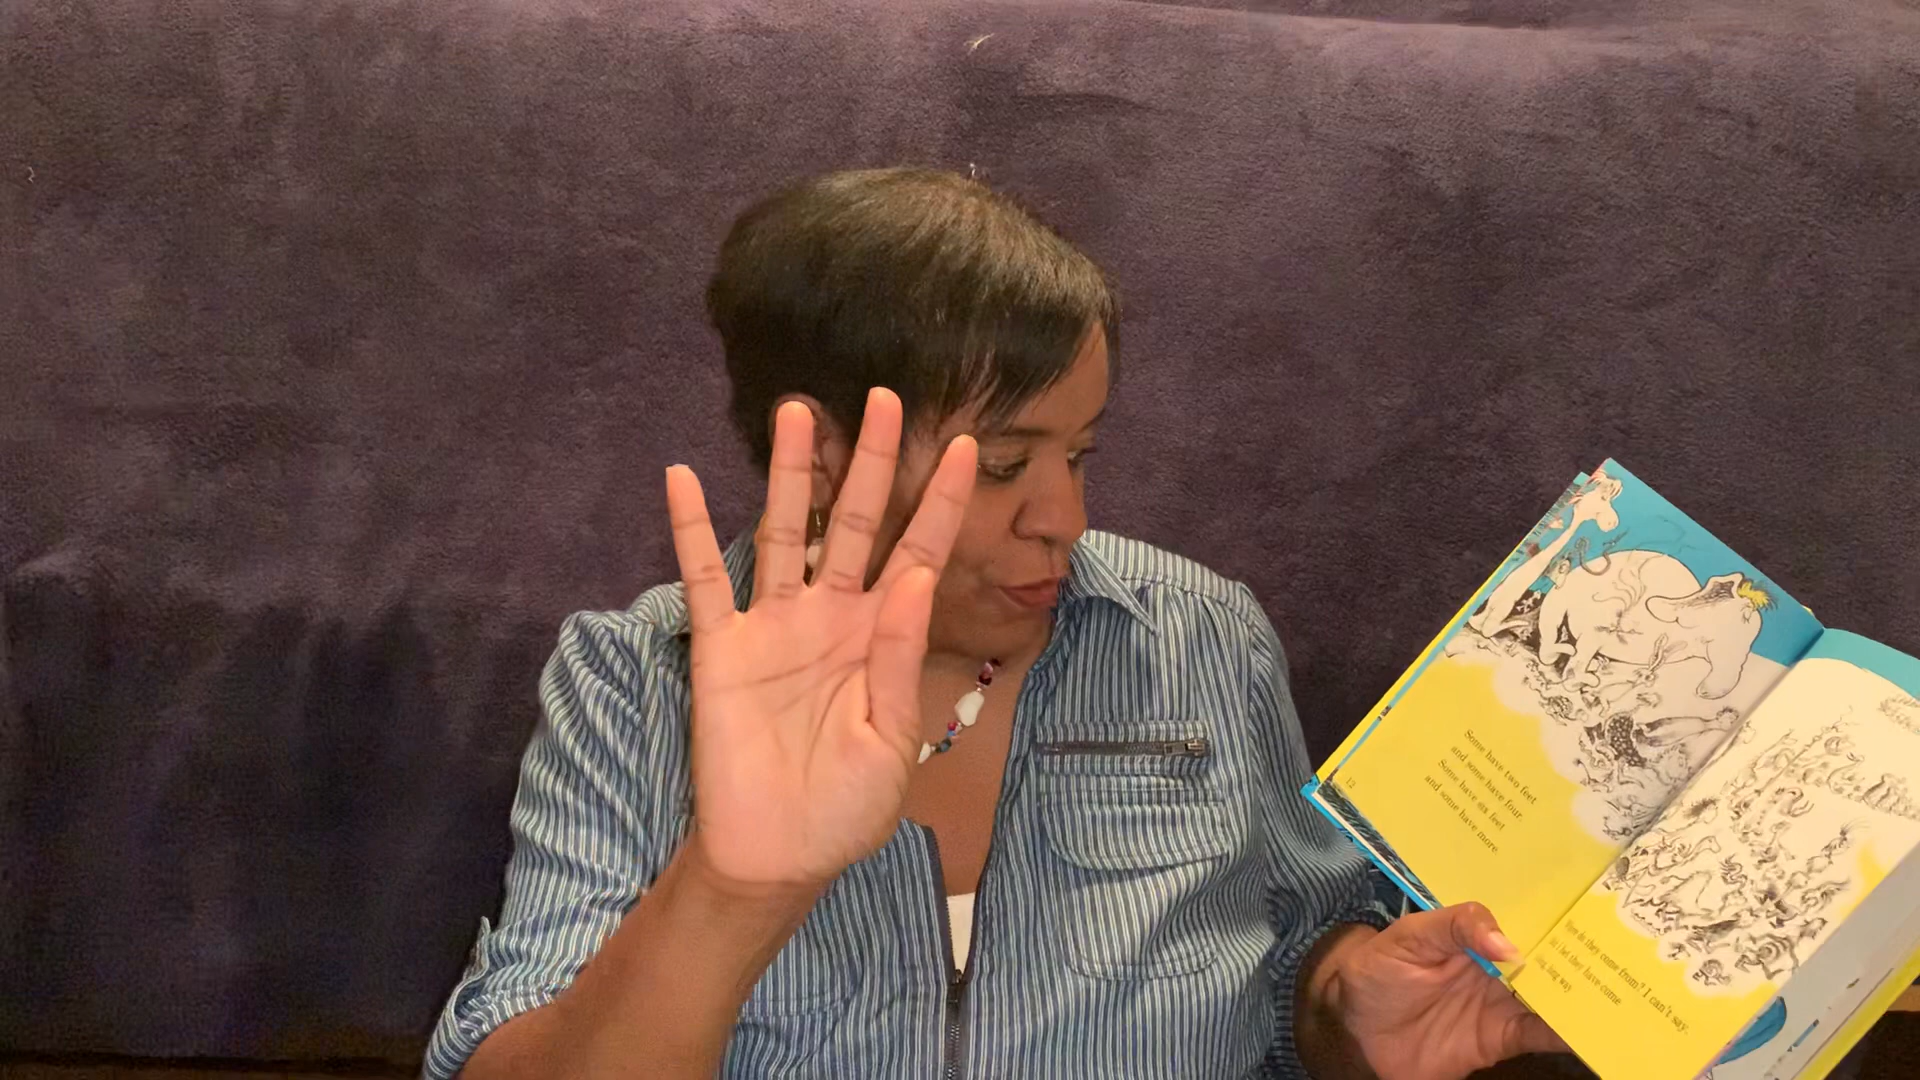 Some have two feet
and some have four.
Some have six feet
and some have more.
12
Where do they come from? I can't say.
But I bet they have come
long, long way